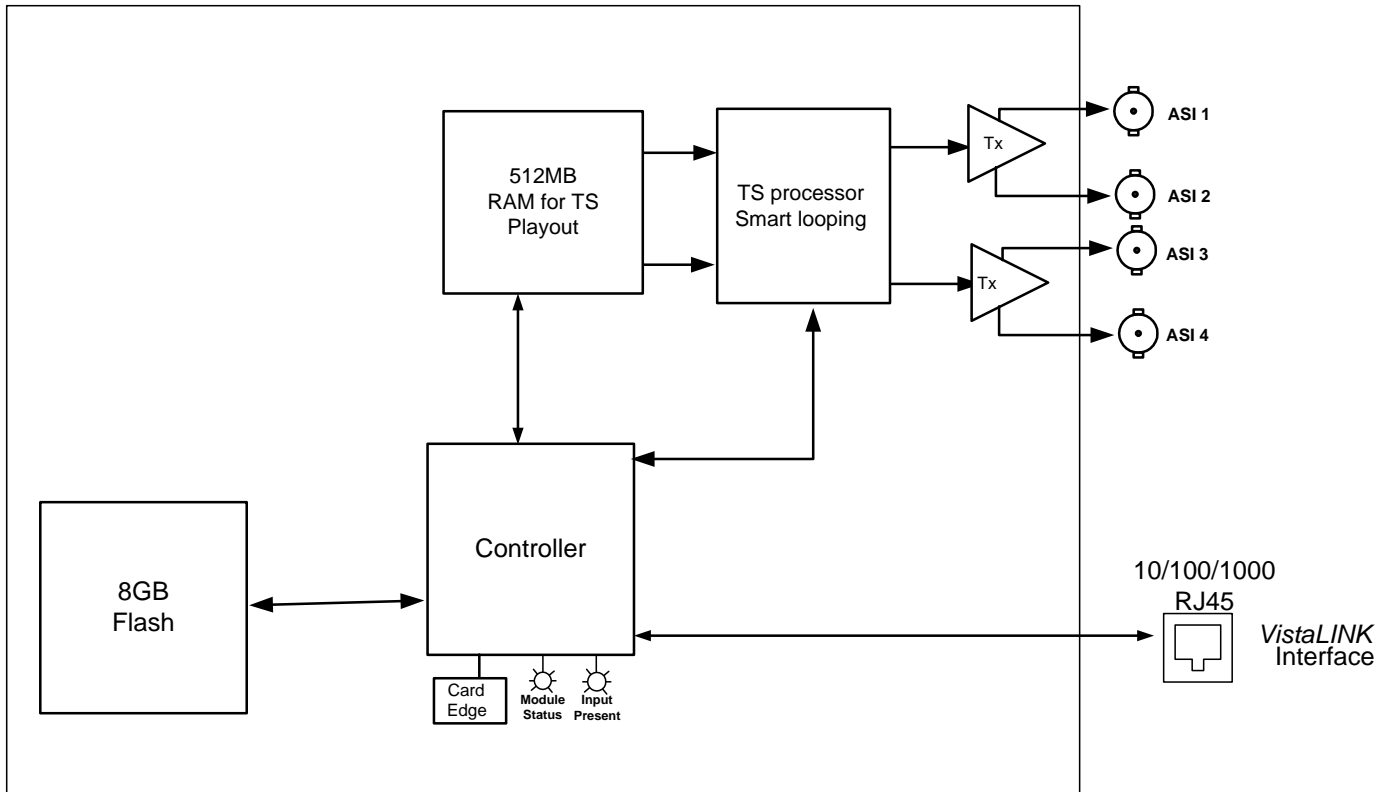 512MB
RAM for TS
Playout
TS processor
Smart looping
Tx
ASI 1
ASI 2
Tx
ASI 3
ASI 4
Controller
8GB
Flash
Card
Edge
Module
Status
Input
Present
10/100/1000
RJ45
VistaLINK
Interface